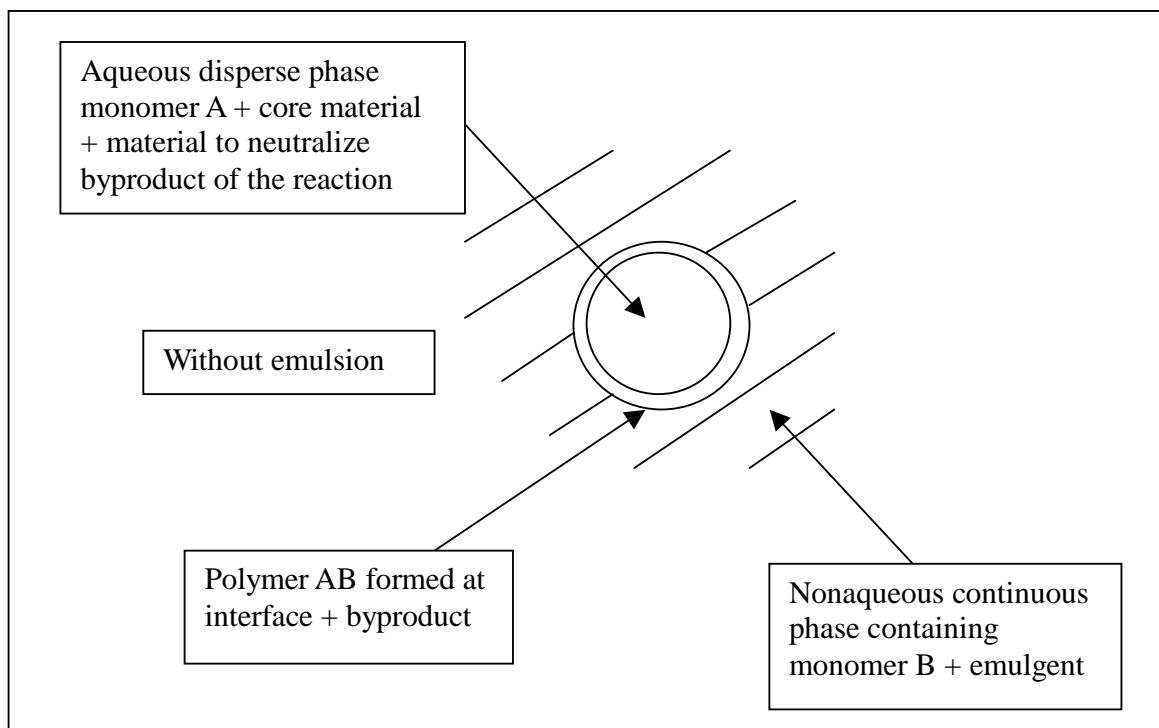 Aqueous disperse phase
monomer A + core material
+ material to neutralize
byproduct of the reaction
Without emulsion
Polymer AB formed at
interface + byproduct
Nonaqueous continuous
phase containing
monomer B + emulgent